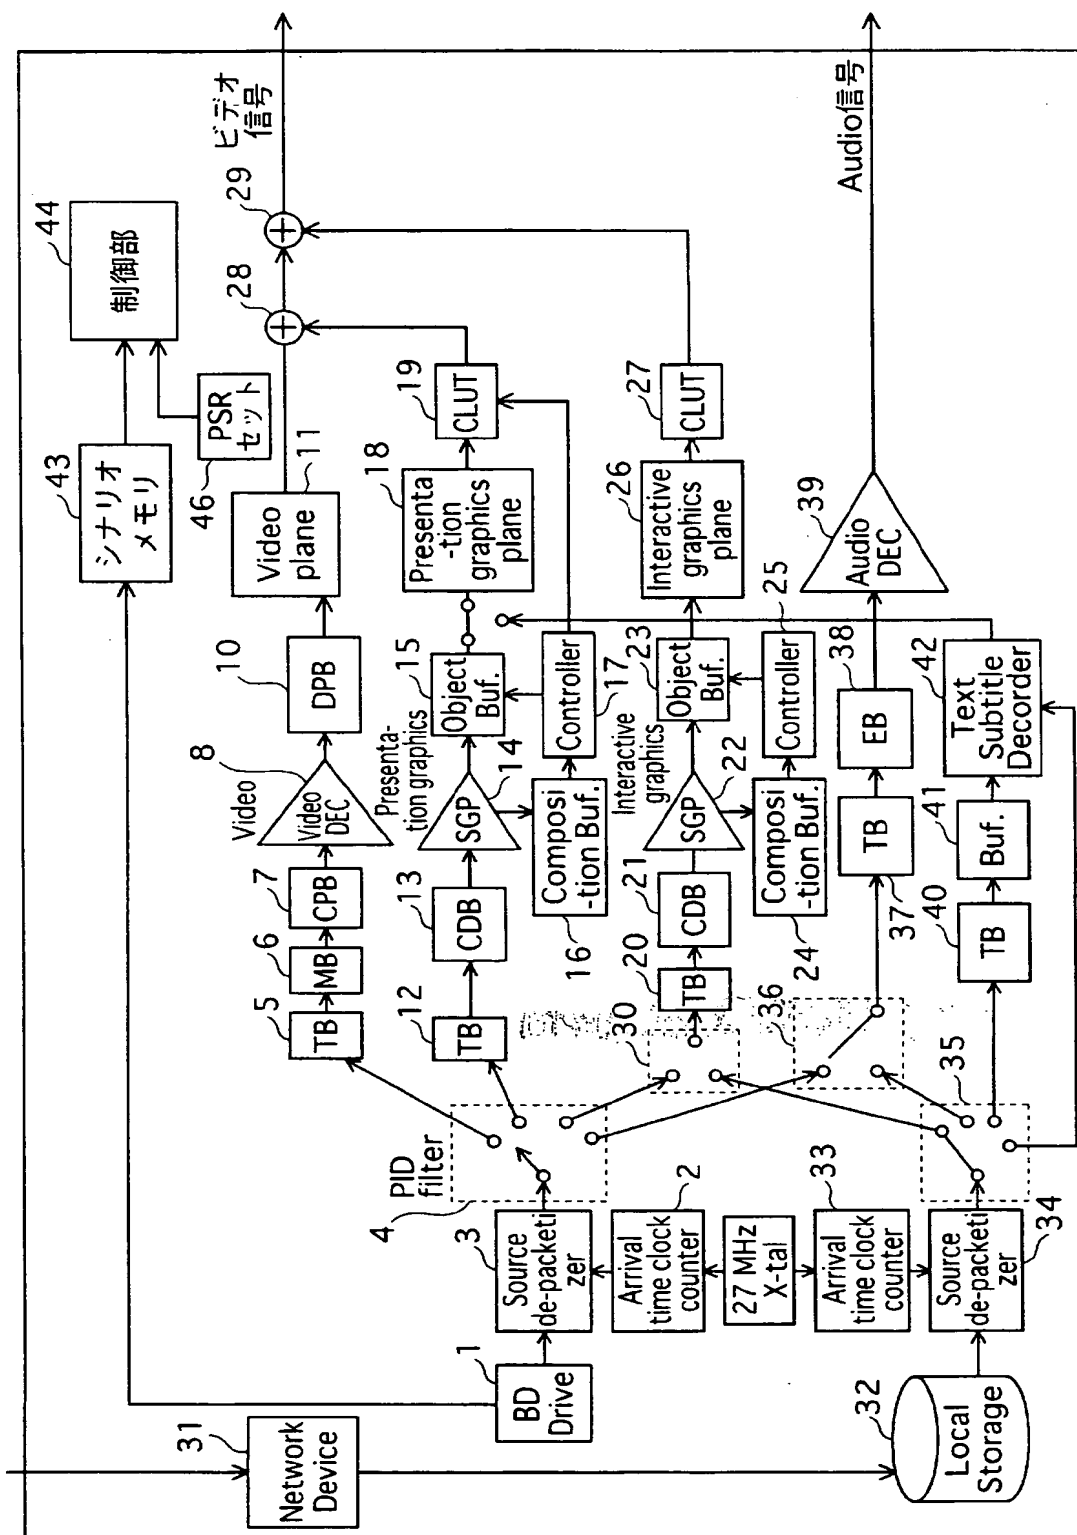 31
Network
Device
43
シナリオ
メモリ
44
制御部
46
PSR
セット
ビデオ
信号
Video
5
TB
6
MB
7
CPB
8
Video
DEC
10
DPB
11
Video
plane
28
29
1
BD
Drive
3
Source
de-packeti
zer
4
PID
filter
12
TB
13
CDB
Presenta-
tion graphics
14
SGP
15
Object
Buf.
18
Presenta
-tion
graphics
plane
19
CLUT
16
Composi
-tion Buf.
17
Controller
2
Arrival
time clock
counter
27 MHz
X-tal
33
Arrival
time clock
counter
30
20
TB
21
CDB
Interactive
graphics
22
SGP
23
Object
Buf.
26
Interactive
graphics
plane
27
CLUT
24
Composi
-tion Buf.
25
Controller
32
Local
Storage
34
Source
de-packeti
zer
35
36
37
TB
38
EB
39
Audio
DEC
Audio信号
40
TB
41
Buf.
42
Text
Subtitle
Decorder